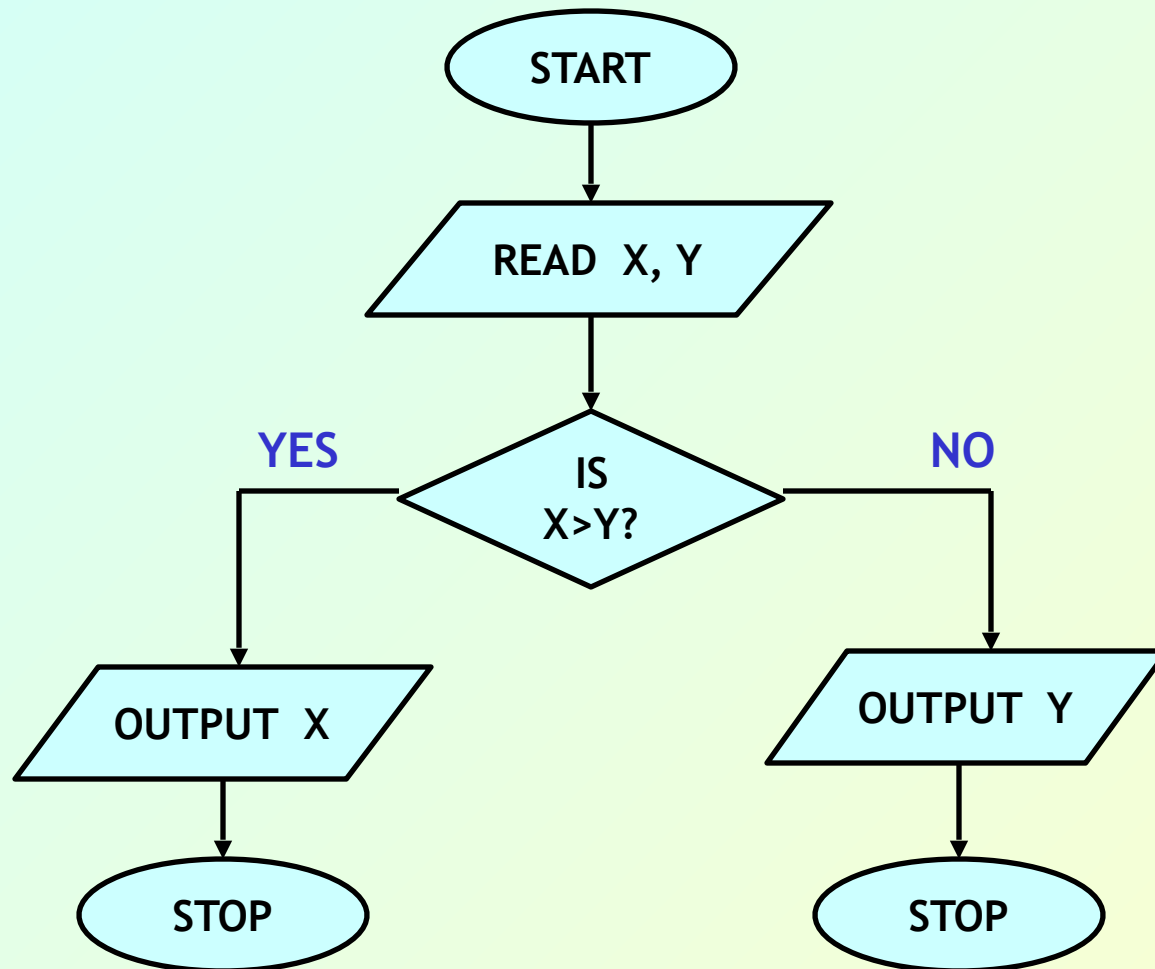 START
READ X, Y
YES
IS
X>Y?
NO
OUTPUT X
OUTPUT Y
STOP
STOP